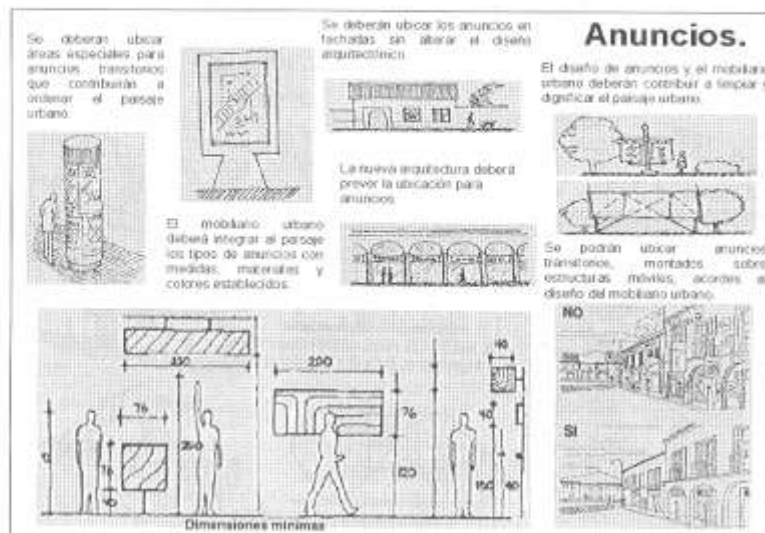 Se deberán ubicar
áreas especiales para
anuncios transitorios
que contribuirán a
ordenar el paisaje
urbano.
Se deberán ubicar los anuncios en
fachadas sin alterar el diseño
arquitectónico.
Anuncios.
El diseño de anuncios y el mobiliario
urbano deberán contribuir a limpiar y
dignificar el paisaje urbano.
La nueva arquitectura deberá
prever la ubicación para
anuncios
El mobiliario urbano
deberá integrar al paisaje
los tipos de anuncios con
medidas, materiales y
colores establecidos.
Se podrán ubicar anuncios
transitorios, montados sobre
estructuras móviles, acordes al
diseño del mobiliario urbano.
NO
SI
76
76
40
200
76
120
40
40
Dimensiones mínimas